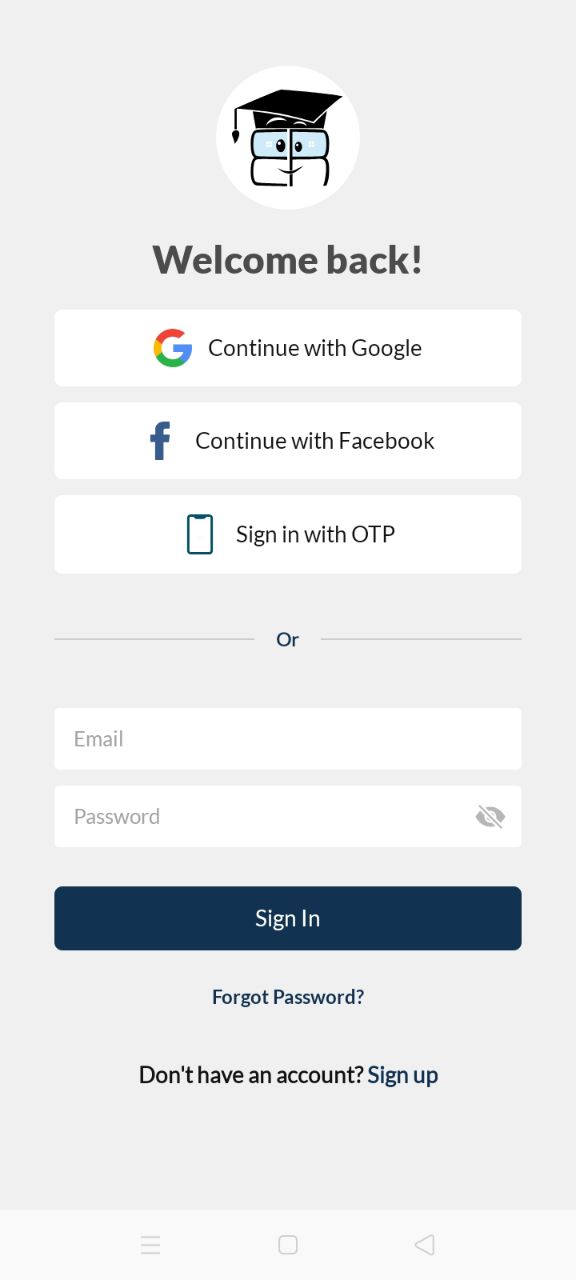 Welcome back!
Continue with Google
Continue with Facebook
Sign in with OTP
Or
Email
Password
Sign In
Forgot Password?
Don't have an account? Sign up